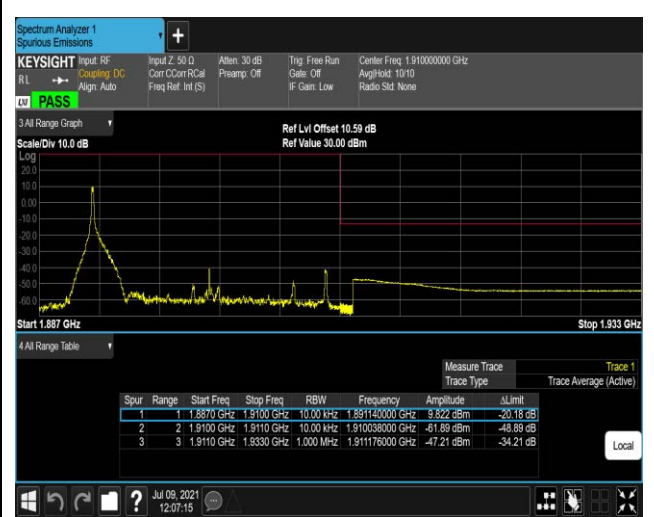 Spectrum Analyzer 1
Spurious Emissions
+
KEYSIGHT Input: RF Input Z: 50 Ω Atten: 30 dB Trig: Free Run Center Freq: 1.910000000 GHz
RL Coupling: DC Corr CCorr RCal Preamp: Off Gate: Off Avg|Hold: 10/10
Align: Auto Freq Ref: Int (S) IF Gain: Low Radio Std: None
LXI PASS
3 All Range Graph
Ref Lvl Offset 10.59 dB
Scale/Div 10.0 dB Ref Value 30.00 dBm
Log
20.0
10.0
0.00
-10.0
-20.0
-30.0
-40.0
-50.0
-60.0
Start 1.887 GHz Stop 1.933 GHz
4 All Range Table
Measure Trace Trace 1
Trace Type Trace Average (Active)
Spur Range Start Freq Stop Freq RBW Frequency Amplitude ΔLimit
1 1 1.8870 GHz 1.9100 GHz 10.00 kHz 1.891140000 GHz 9.822 dBm -20.18 dB
2 2 1.9100 GHz 1.9110 GHz 10.00 kHz 1.910038000 GHz -61.89 dBm -48.89 dB
3 3 1.9110 GHz 1.9330 GHz 1.000 MHz 1.911176000 GHz -47.21 dBm -34.21 dB
Local
? Jul 09, 2021
12:07:15